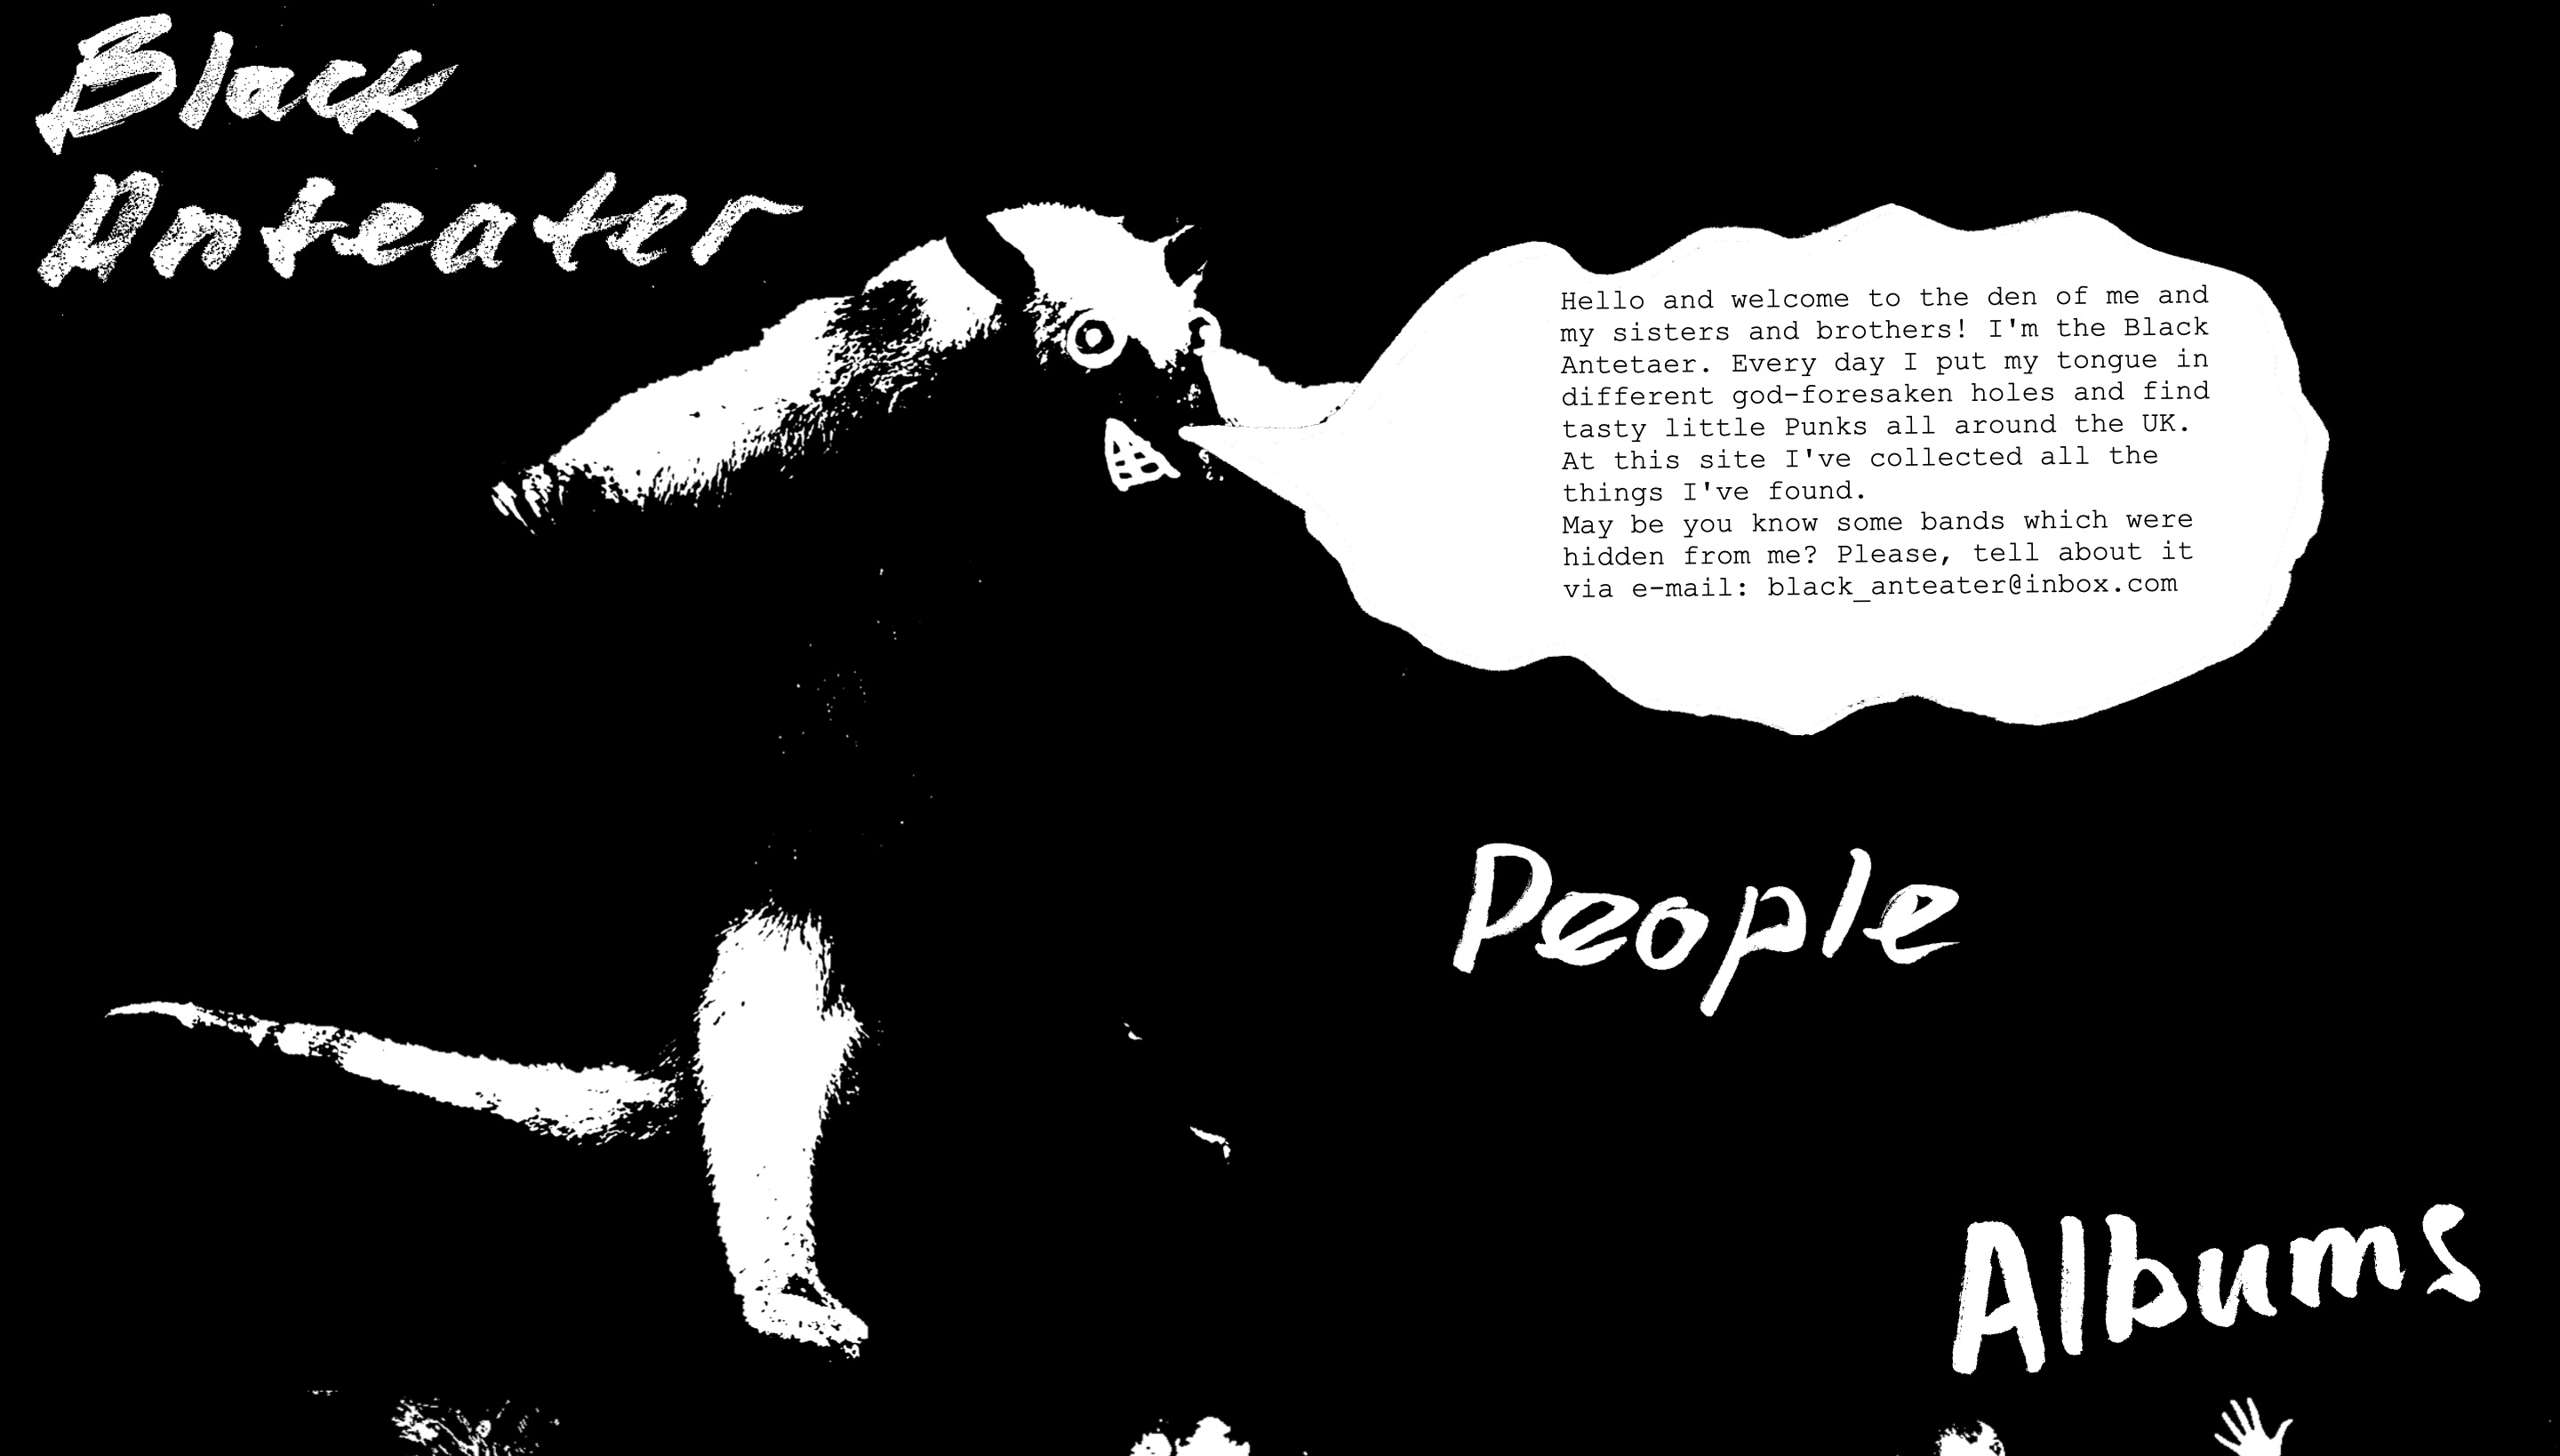 Black
Anteater
Hello and welcome to the den of me and
my sisters and brothers! I'm the Black
Antetaer. Every day I put my tongue in
different god-foresaken holes and find
tasty little Punks all around the UK.
At this site I've collected all the
things I've found.
May be you know some bands which were
hidden from me? Please, tell about it
via e-mail: black_anteater@inbox.com
People
Albums